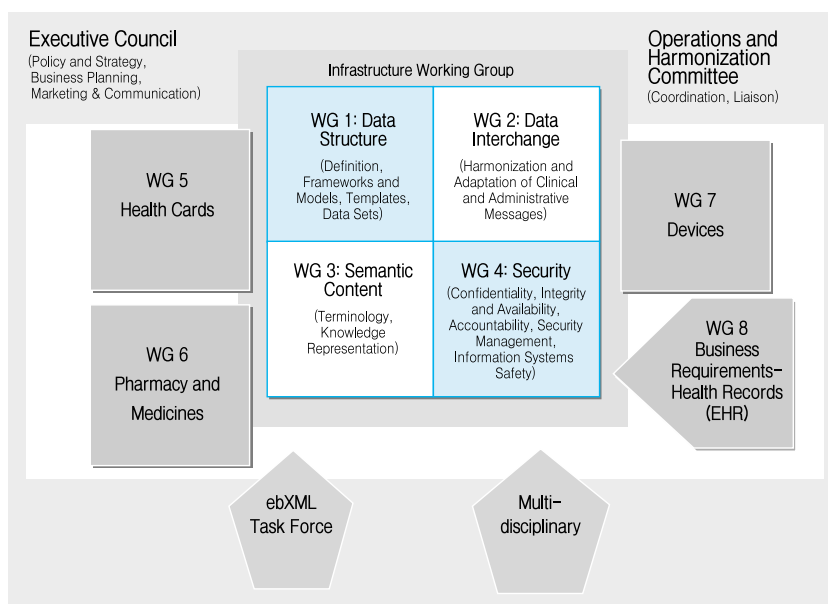 Executive Council
(Policy and Strategy,
Business Planning,
Marketing & Communication)
Operations and
Harmonization
Committee
(Coordination, Liaison)
Infrastructure Working Group
WG 1: Data
Structure
(Definition,
Frameworks and
Models, Templates,
Data Sets)
WG 2: Data
Interchange
(Harmonization and
Adaptation of Clinical
and Administrative
Messages)
WG 3: Semantic
Content
(Terminology,
Knowledge
Representation)
WG 4: Security
(Confidentiality, Integrity
and Availability,
Accountability, Security
Management,
Information Systems
Safety)
WG 5
Health Cards
WG 6
Pharmacy and
Medicines
WG 7
Devices
WG 8
Business
Requirements-
Health Records
(EHR)
ebXML
Task Force
Multi-
disciplinary